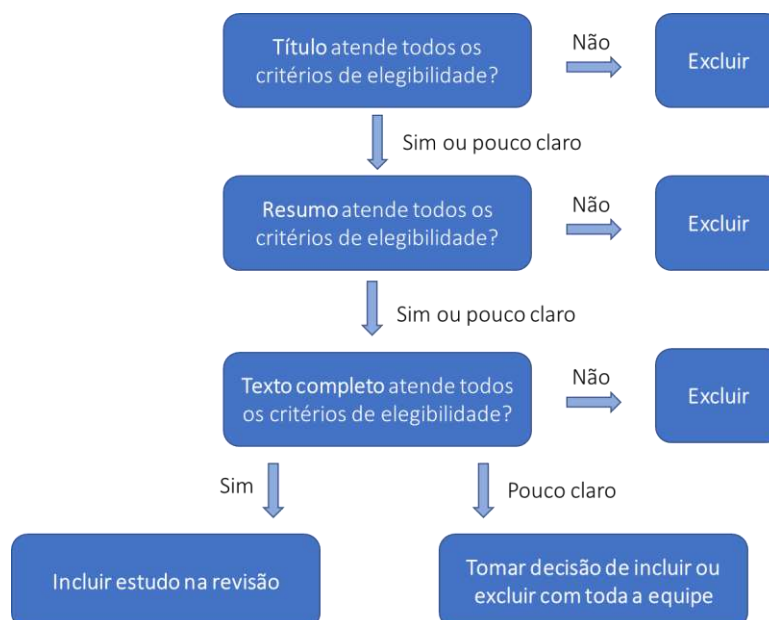 Título atende todos os
critérios de elegibilidade?
Não
Excluir
Sim ou pouco claro
Resumo atende todos os
critérios de elegibilidade?
Não
Excluir
Sim ou pouco claro
Texto completo atende todos
os critérios de elegibilidade?
Não
Excluir
Sim
Pouco claro
Incluir estudo na revisão
Tomar decisão de incluir ou
excluir com toda a equipe